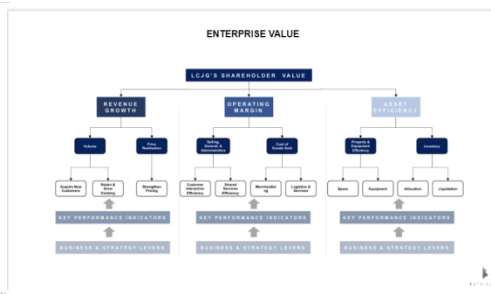 ENTERPRISE VALUE
LCJG'S SHAREHOLDER VALUE
REVENUE
GROWTH
OPERATING
MARGIN
ASSET
EFFICIENCY
Volume
Price
Realization
Selling,
General, &
Administrative
Cost of
Goods Sold
Property &
Equipment
Efficiency
Inventory
Acquire New
Customers
Retain &
Grow
Existing
Strengthen
Pricing
Customer
Interaction
Efficiency
Shared
Services
Efficiency
Merchandisi
ng
Logistics &
Services
Space
Equipment
Allocation
Liquidation
KEY PERFORMANCE INDICATORS
KEY PERFORMANCE INDICATORS
KEY PERFORMANCE INDICATORS
BUSINESS & STRATEGY LEVERS
BUSINESS & STRATEGY LEVERS
BUSINESS & STRATEGY LEVERS